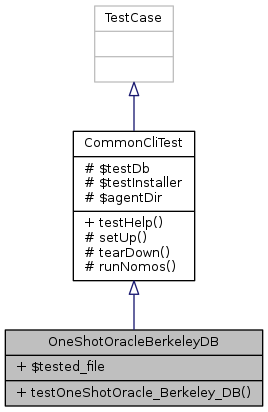 TestCase
CommonCliTest
# $testDb
# $testInstaller
# $agentDir
+ testHelp()
# setUp()
# tearDown()
# runNomos()
OneShotOracleBerkeleyDB
+ $tested_file
+ testOneShotOracle_Berkeley_DB()